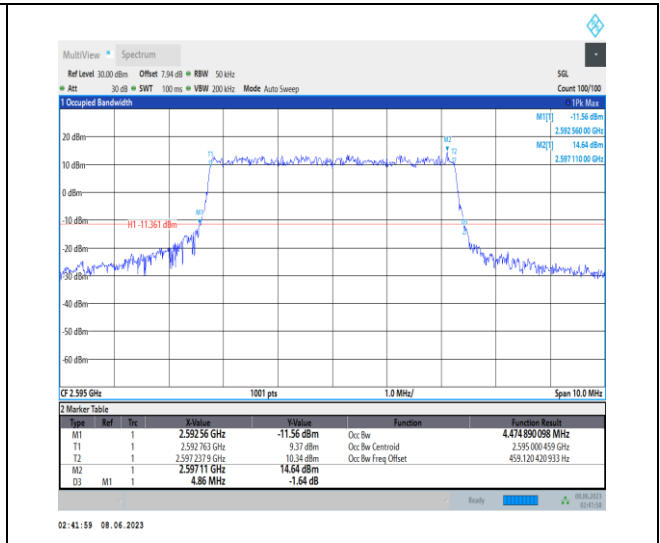 MultiView Spectrum
Ref Level 30.00 dBm Offset 7.94 dB RBW 50 kHz SGL
Att 30 dB SWT 100 ms VBW 200 kHz Mode Auto Sweep Count 100/100
1 Occupied Bandwidth 1Pk Max
M1[1] -11.56 dBm
2.592 560 00 GHz
M2[1] 14.64 dBm
2.597 110 00 GHz
20 dBm
M2
T1 T2
10 dBm
0 dBm
-10 dBm
M1
H1 -11.361 dBm
-20 dBm
-30 dBm
-40 dBm
-50 dBm
-60 dBm
CF 2.595 GHz 1001 pts 1.0 MHz/ Span 10.0 MHz
2 Marker Table
Type Ref Trc X-Value Y-Value Function Function Result
M1 1 2.59256 GHz -11.56 dBm Occ Bw 4.474 890 098 MHz
T1 1 2.592763 GHz 9.37 dBm Occ Bw Centroid 2.595 000 459 GHz
T2 1 2.597 237 9 GHz 10.34 dBm Occ Bw Freq Offset 459.120 420 933 Hz
M2 1 2.59711 GHz 14.64 dBm
D3 M1 1 4.86 MHz -1.64 dB
Ready 08.06.2023
02:41:58
02:41:59 08.06.2023